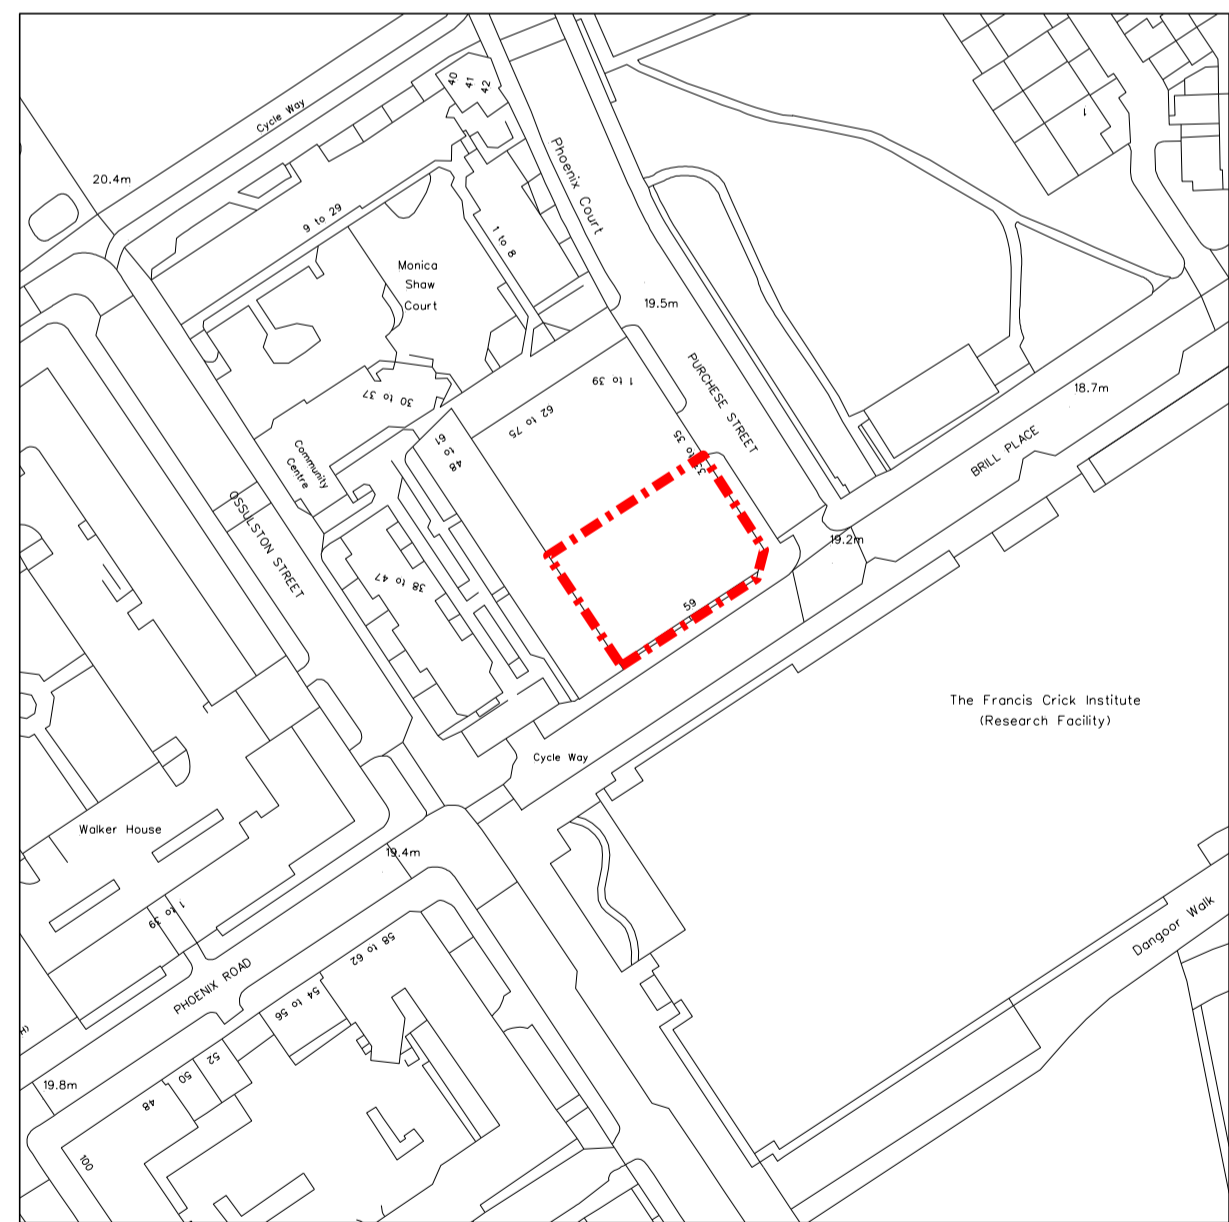 40
41
42
Cycle Way
1
Phoenix Court
20.4m
9 to 29
1 to 8
Monica
Shaw
Court
19.5m
PURCHESE STREET
1 to 39
18.7m
30 to 37
62 to 75
BRILL PLACE
Community
Centre
48 to 61
to 35
OSSULSTON STREET
19.2m
38 to 47
59
The Francis Crick Institute
(Research Facility)
Cycle Way
Walker House
19.4m
1 to 39
Dangoor Walk
58 to 62
PHOENIX ROAD
54 to 56
52
50
19.8m
48
100